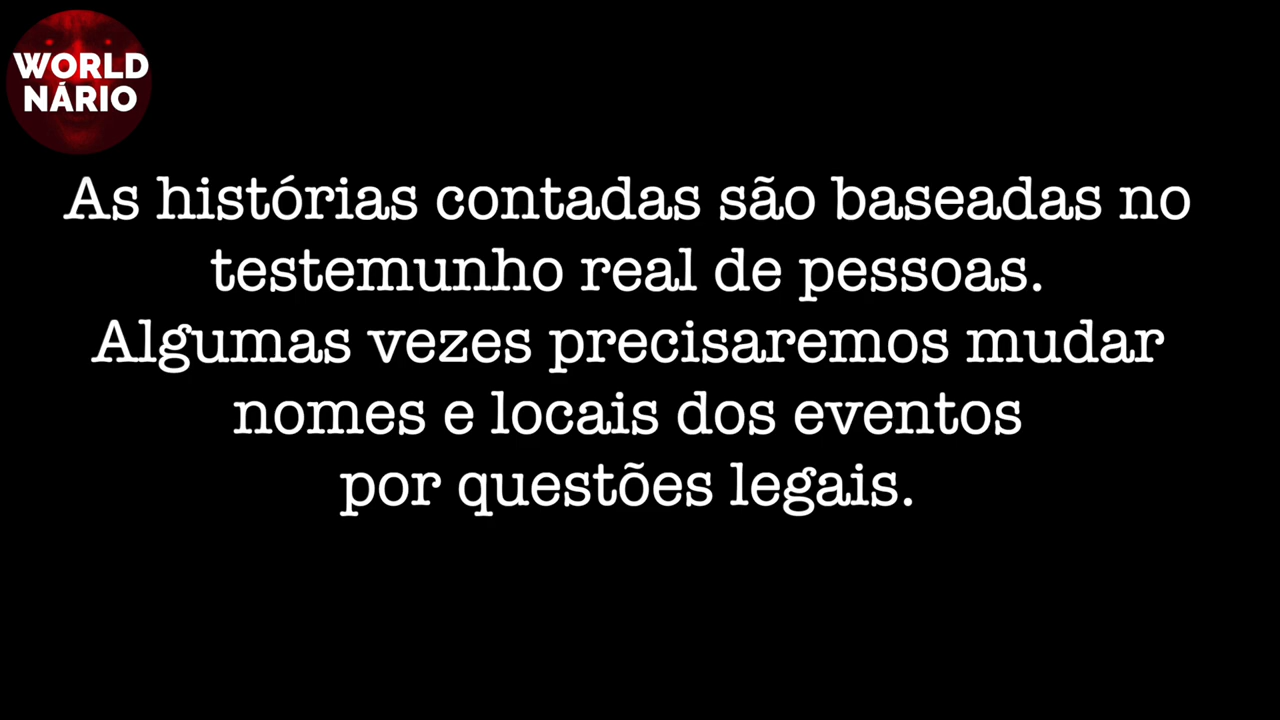 WORLD
NÁRIO
As histórias contadas são baseadas no
testemunho real de pessoas.
Algumas vezes precisaremos mudar
nomes e locais dos eventos
por questões legais.